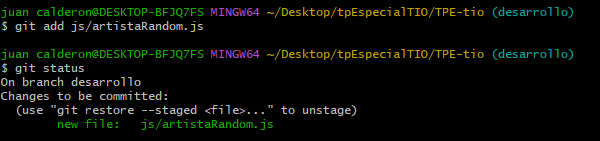 juan calderon@DESKTOP-BFJQ7FS MINGW64 ~/Desktop/tpEspecialTIO/TPE-tio (desarrollo)
$ git add js/artistaRandom.js
juan calderon@DESKTOP-BFJQ7FS MINGW64 ~/Desktop/tpEspecialTIO/TPE-tio (desarrollo)
$ git status
On branch desarrollo
Changes to be committed:
  (use "git restore --staged <file>..." to unstage)
        new file:   js/artistaRandom.js